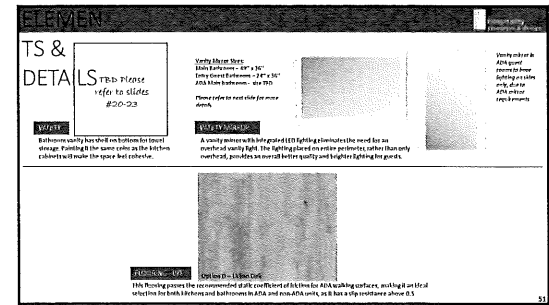 ELEMEN
TS &
DETAILS
TBD Please
refer to slides
#20-23
VANITY
Bathroom vanity has shelf on bottom for towel
storage. Painting it the same color as the kitchen
cabinets will make the space feel cohesive.
Vanity Mirror Sizes:
Main Bathroom – 48" x 36"
Entry Guest Bathroom – 24" x 36"
ADA Main bathroom – size TBD
Please refer to next slide for more
details
VANITY MIRROR
A vanity mirror with integrated LED lighting eliminates the need for an
overhead vanity light. The lighting placed on entire perimeter, rather than only
overhead, provides an overall better quality and brighter lighting for guests.
Vanity mirror in
ADA guest
rooms to have
lighting on sides
only, due to
ADA mirror
requirements
FLOORING - LVT
Option D –
This flooring passes the recommended static coefficient of friction for ADA walking surfaces, making it an ideal
selection for both kitchens and bathrooms in ADA and non-ADA units, as it has a slip resistance above 0.5
51